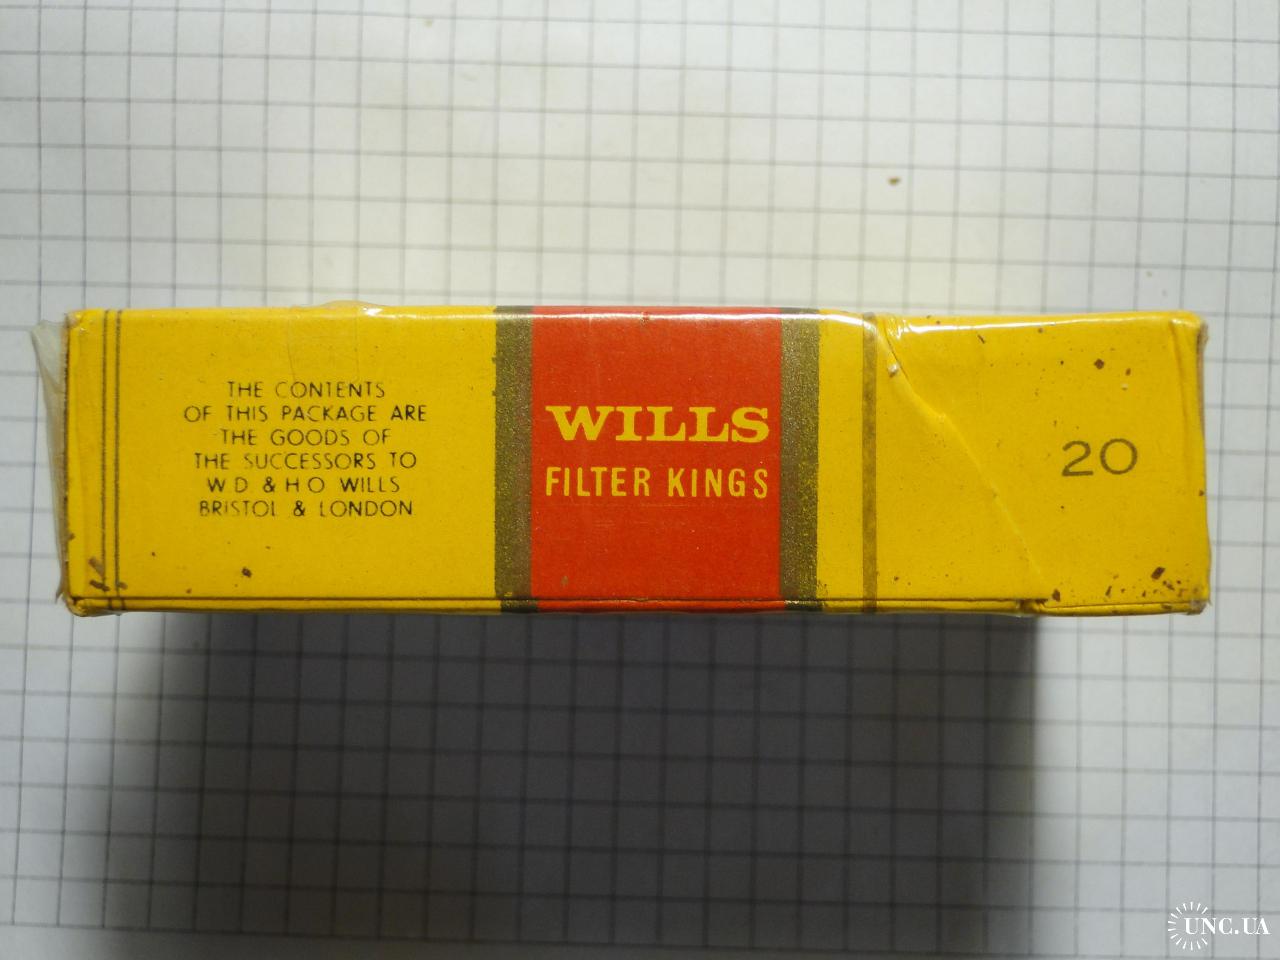 THE CONTENTS
OF THIS PACKAGE ARE
THE GOODS OF
THE SUCCESSORS TO
W.D. & H O WILLS
BRISTOL & LONDON
WILLS
FILTER KINGS
20
UNC.UA